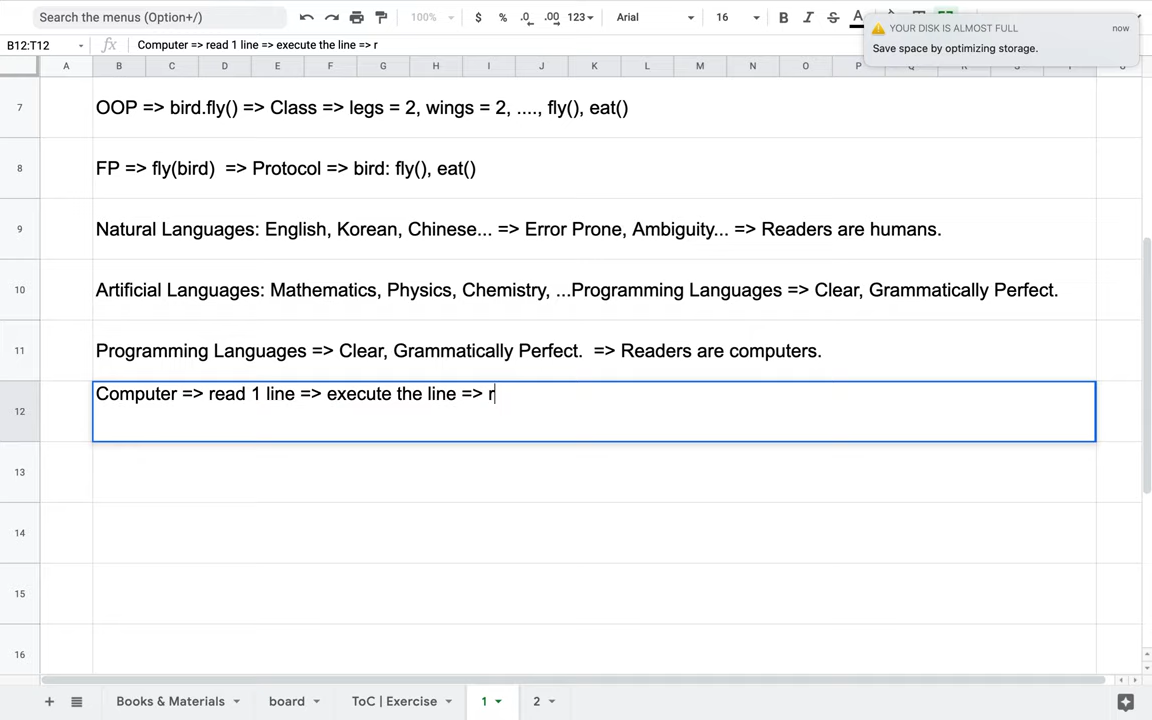 Search the menus (Option+/)
100%
$ % .0 .00 123
Arial
16
B I S A
YOUR DISK IS ALMOST FULL
now
Save space by optimizing storage.
B12:T12
fx
Computer => read 1 line => execute the line => r
A B C D E F G H I J K L M N O P
7
OOP => bird.fly() => Class => legs = 2, wings = 2, ...., fly(), eat()
8
FP => fly(bird) => Protocol => bird: fly(), eat()
9
Natural Languages: English, Korean, Chinese... => Error Prone, Ambiguity... => Readers are humans.
10
Artificial Languages: Mathematics, Physics, Chemistry, ...Programming Languages => Clear, Grammatically Perfect.
11
Programming Languages => Clear, Grammatically Perfect. => Readers are computers.
12
Computer => read 1 line => execute the line => r
13
14
15
16
Books & Materials
board
ToC | Exercise
1
2